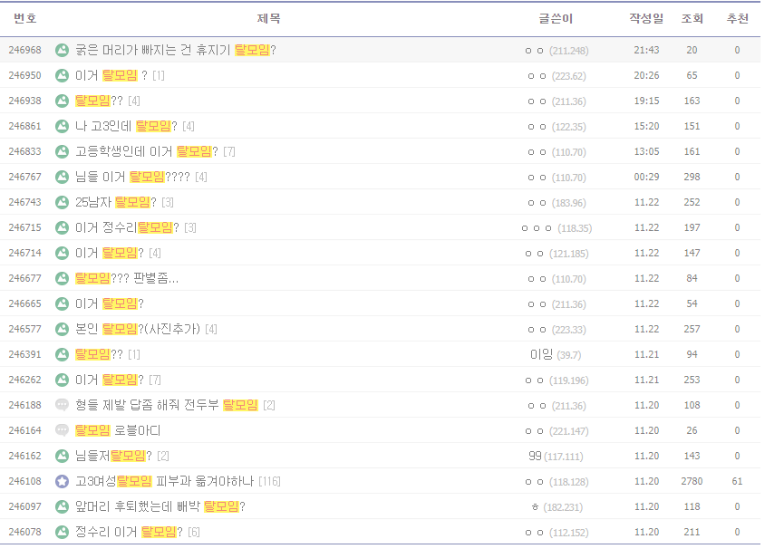 번호 제목 글쓴이 작성일 조회 추천
246968 굵은 머리가 빠지는 건 휴지기 탈모임? ㅇㅇ (211.248) 21:43 20 0
246950 이거 탈모임 ? [1] ㅇㅇ (223.62) 20:26 65 0
246938 탈모임?? [4] ㅇㅇ (211.36) 19:15 163 0
246861 나 고3인데 탈모임? [4] ㅇㅇ (122.35) 15:20 151 0
246833 고등학생인데 이거 탈모임? [7] ㅇㅇ (110.70) 13:05 161 0
246767 님들 이거 탈모임???? [4] ㅇㅇ (110.70) 00:29 298 0
246743 25남자 탈모임? [3] ㅇㅇ (183.96) 11.22 252 0
246715 이거 정수리탈모임? [3] ㅇㅇㅇ (118.35) 11.22 197 0
246714 이거 탈모임? [4] ㅇㅇ (121.185) 11.22 147 0
246677 탈모임??? 판별좀... ㅇㅇ (110.70) 11.22 84 0
246665 이거 탈모임? ㅇㅇ (211.36) 11.22 54 0
246577 본인 탈모임?(사진추가) [4] ㅇㅇ (223.33) 11.22 257 0
246391 탈모임?? [1] 이잉 (39.7) 11.21 94 0
246262 이거 탈모임? [7] ㅇㅇ (119.196) 11.21 253 0
246188 형들 제발 답좀 해줘 전두부 탈모임 [2] ㅇㅇ (211.36) 11.20 108 0
246164 탈모임 로불마디 ㅇㅇ (221.147) 11.20 26 0
246162 님들저탈모임? [2] 99 (117.111) 11.20 143 0
246108 고3여성탈모임 피부과 옮겨야하나 [116] ㅇㅇ (118.128) 11.20 2780 61
246097 앞머리 후퇴했는데 빼박 탈모임? ㅎ (182.231) 11.20 118 0
246078 정수리 이거 탈모임? [6] ㅇㅇ (112.152) 11.20 211 0